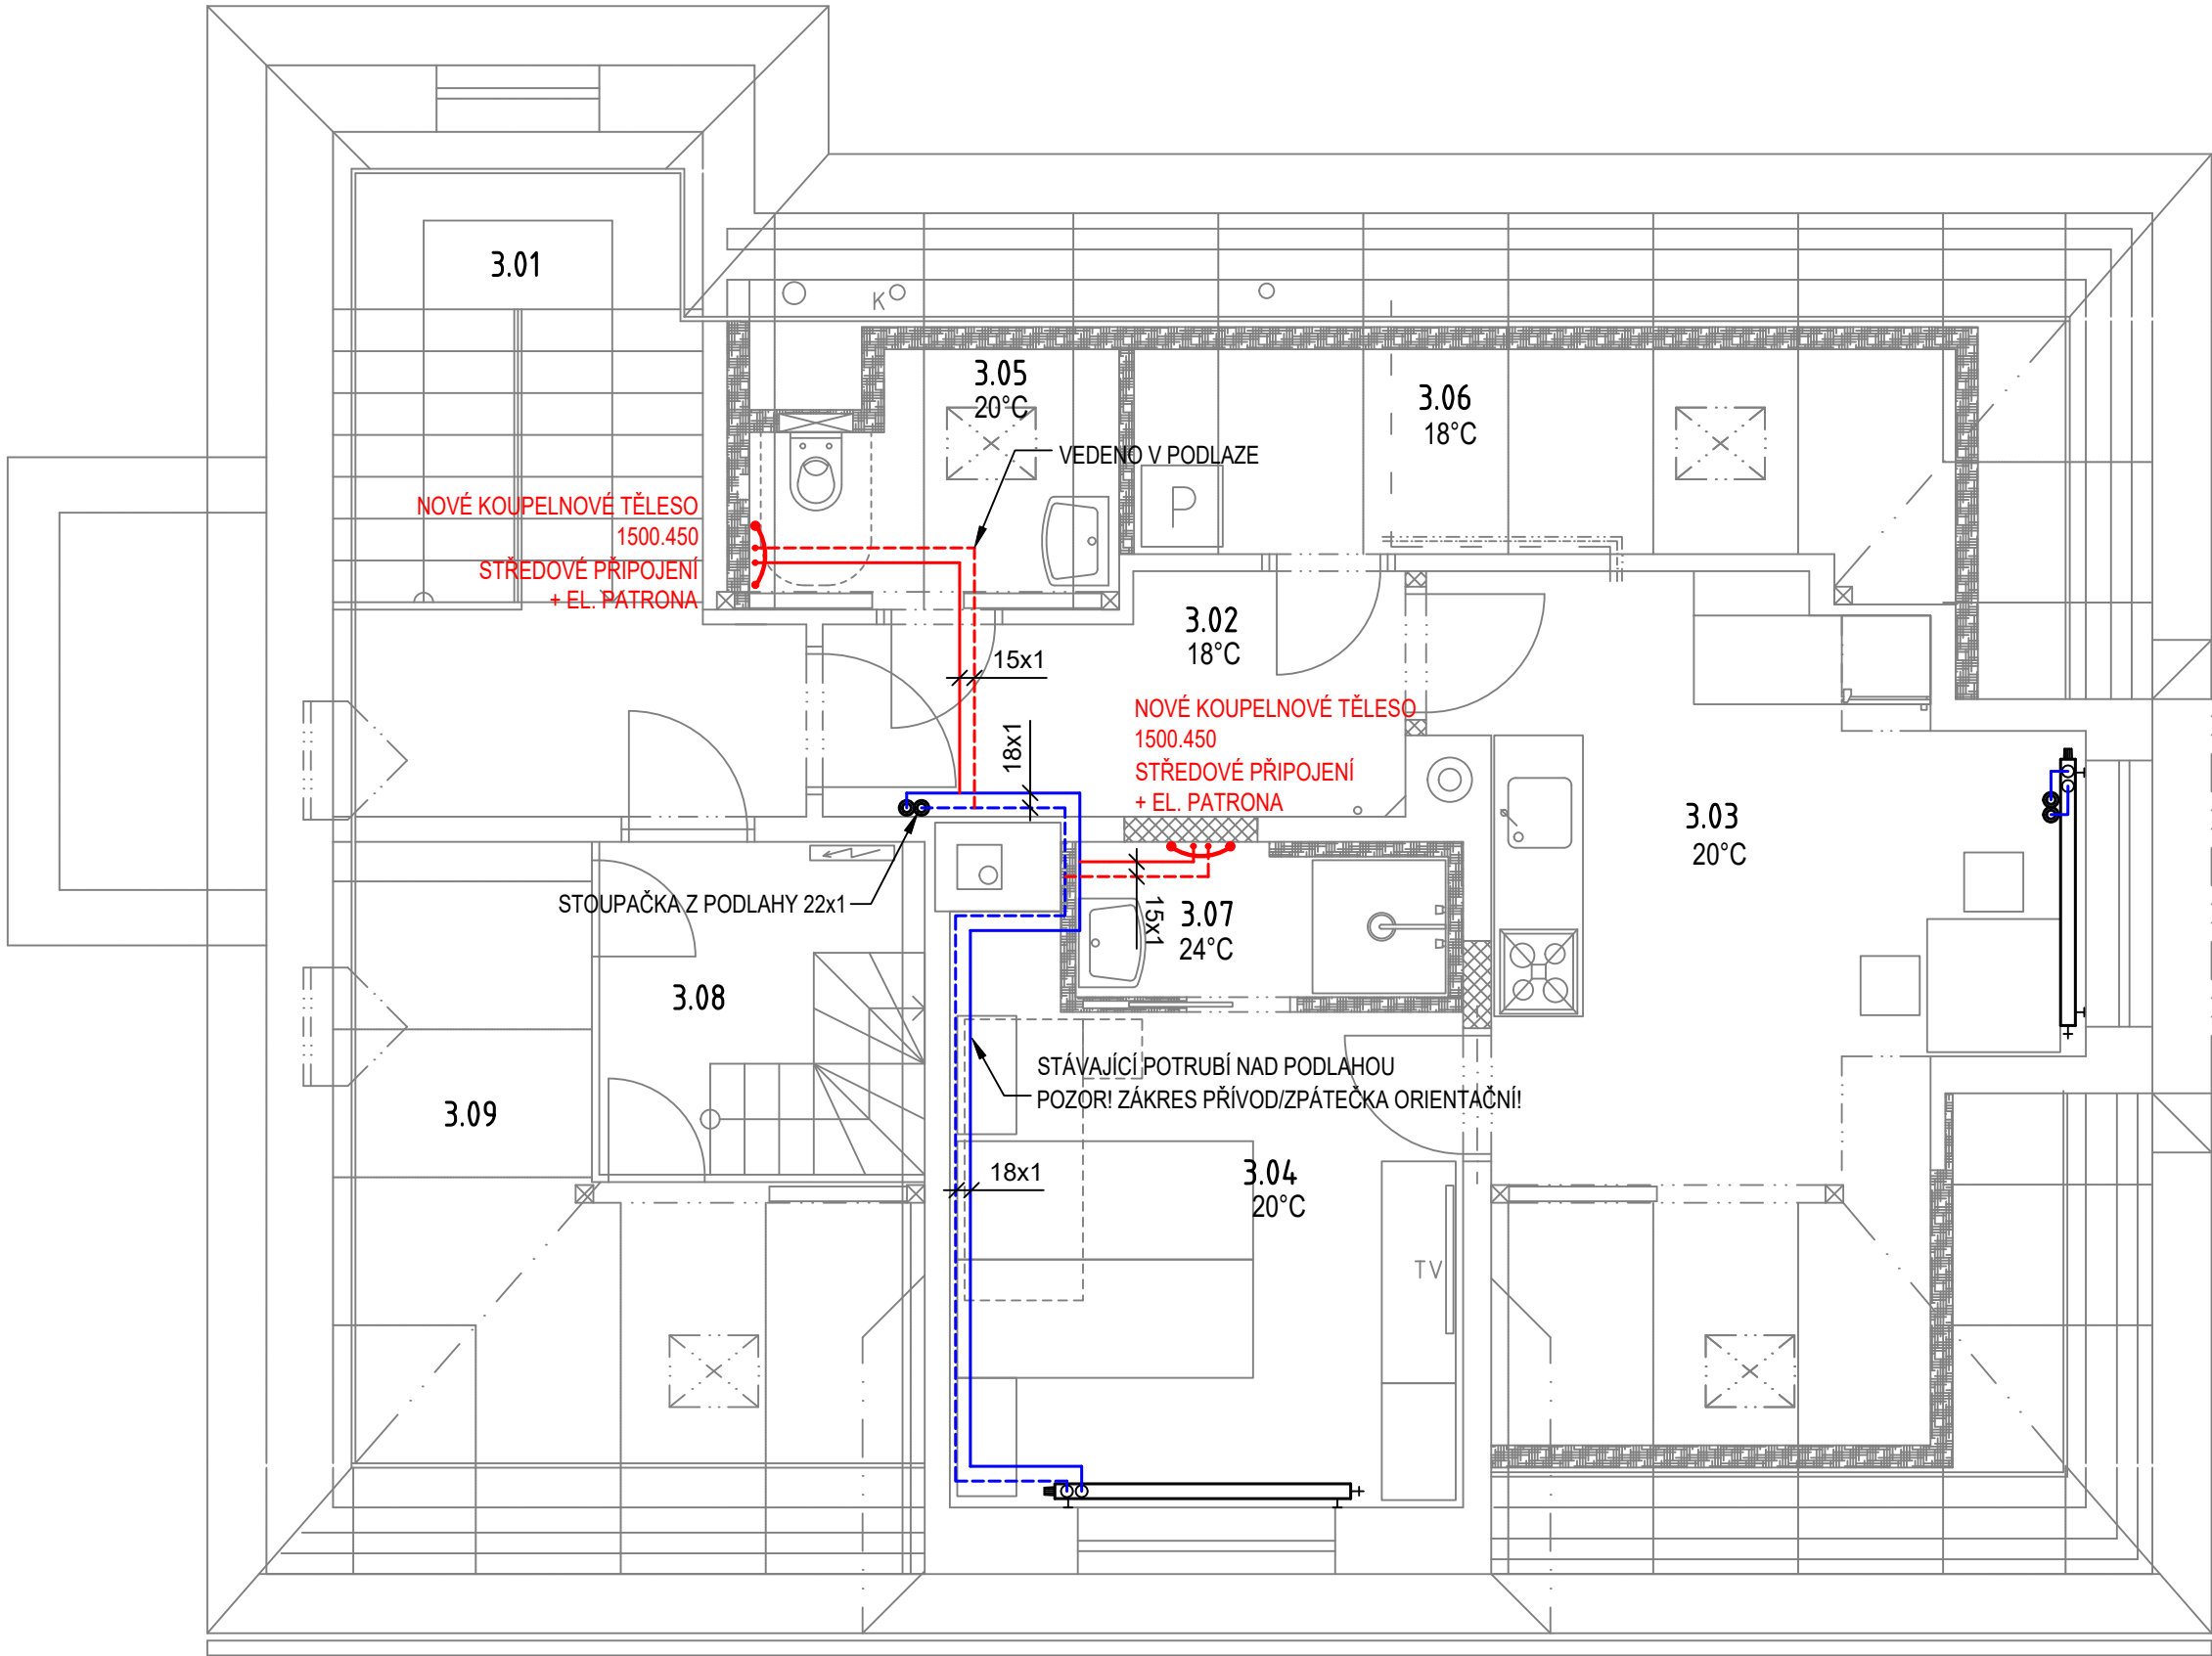 3.01
K
3.05
20°C
3.06
18°C
VEDENO V PODLAZE
P
NOVÉ KOUPELNOVÉ TĚLESO
1500.450
STŘEDOVÉ PŘIPOJENÍ
+ EL. PATRONA
3.02
18°C
15x1
NOVÉ KOUPELNOVÉ TĚLESO
1500.450
STŘEDOVÉ PŘIPOJENÍ
+ EL. PATRONA
18x1
3.03
20°C
STOUPAČKA Z PODLAHY 22x1
15x1
3.07
24°C
3.08
STÁVAJÍCÍ POTRUBÍ NAD PODLAHOU
POZOR! ZÁKRES PŘÍVOD/ZPÁTEČKA ORIENTAČNÍ!
3.09
18x1
3.04
20°C
TV